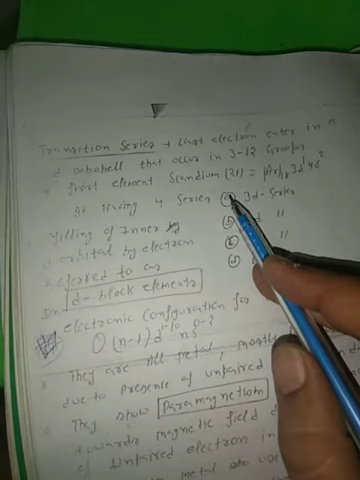 Transition Series → Last electron enter in a
d subshell that occur in 3-12 Groups
First element Scandium (21) = [Ar]18 3d¹ 4s²
It Having 4 Series (a) 3d-Series
filling of Inner (b) d "
d-orbital by electron (c) "
referred to as (d)
d-block elements
electronic configuration for
(n-1) d¹⁻¹⁰ ns⁰⁻²
They are All metal, mostly
due to presence of unpaired
They show Paramagnetism
towards magnetic field
of Unpaired electron in
metal